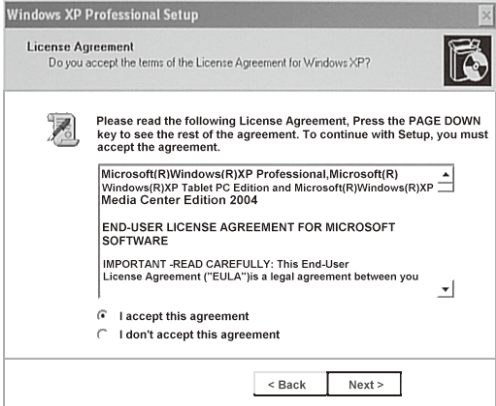 Windows XP Professional Setup
License Agreement
Do you accept the terms of the License Agreement for Windows XP?
Please read the following License Agreement, Press the PAGE DOWN
key to see the rest of the agreement. To continue with Setup, you must
accept the agreement.
Microsoft(R)Windows(R)XP Professional,Microsoft(R)
Windows(R)XP Tablet PC Edition and Microsoft(R)Windows(R)XP
Media Center Edition 2004
END-USER LICENSE AGREEMENT FOR MICROSOFT
SOFTWARE
IMPORTANT -READ CAREFULLY: This End-User
License Agreement ("EULA")is a legal agreement between you
I accept this agreement
I don't accept this agreement
< Back
Next >